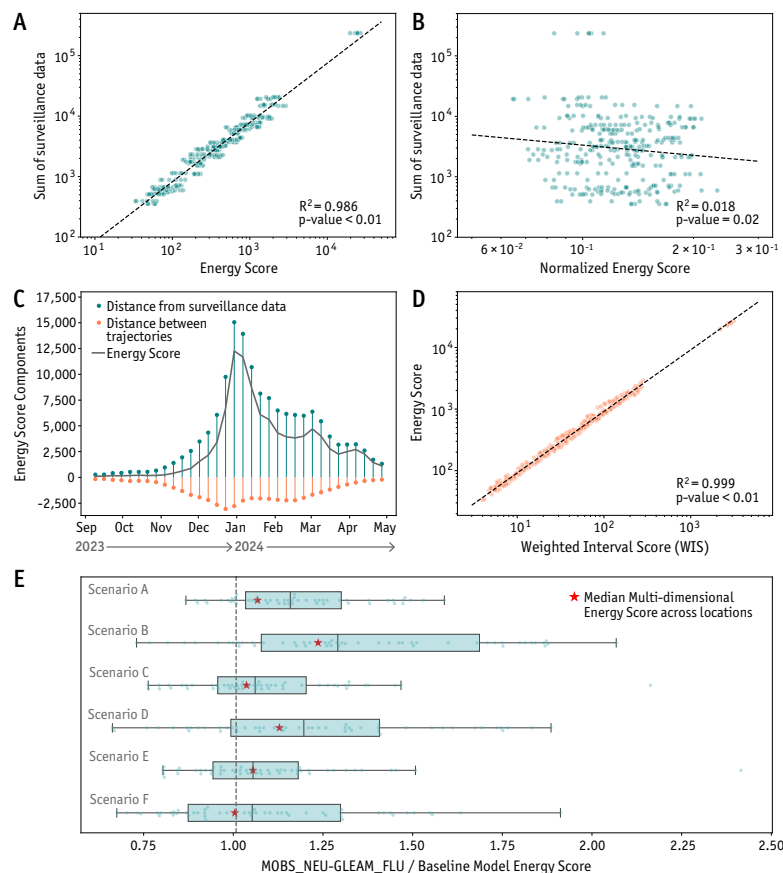 A
B
Sum of surveillance data
10^5
10^4
10^3
10^2
R^2 = 0.986
p-value < 0.01
10^1
10^2
10^3
10^4
Energy Score
Sum of surveillance data
10^5
10^4
10^3
10^2
R^2 = 0.018
p-value = 0.02
6 × 10^-2
10^-1
2 × 10^-1
3 × 10^-1
Normalized Energy Score
C
D
Energy Score Components
17,500
15,000
12,500
10,000
7,500
5,000
2,500
0
−2,500
Distance from surveillance data
Distance between
trajectories
Energy Score
Sep Oct Nov Dec Jan Feb Mar Apr May
2023 2024
Energy Score
10^4
10^3
10^2
R^2 = 0.999
p-value < 0.01
10^1
10^2
10^3
Weighted Interval Score (WIS)
E
Scenario A
Scenario B
Scenario C
Scenario D
Scenario E
Scenario F
Median Multi-dimensional
Energy Score across locations
0.75 1.00 1.25 1.50 1.75 2.00 2.25 2.50
MOBS_NEU-GLEAM_FLU / Baseline Model Energy Score